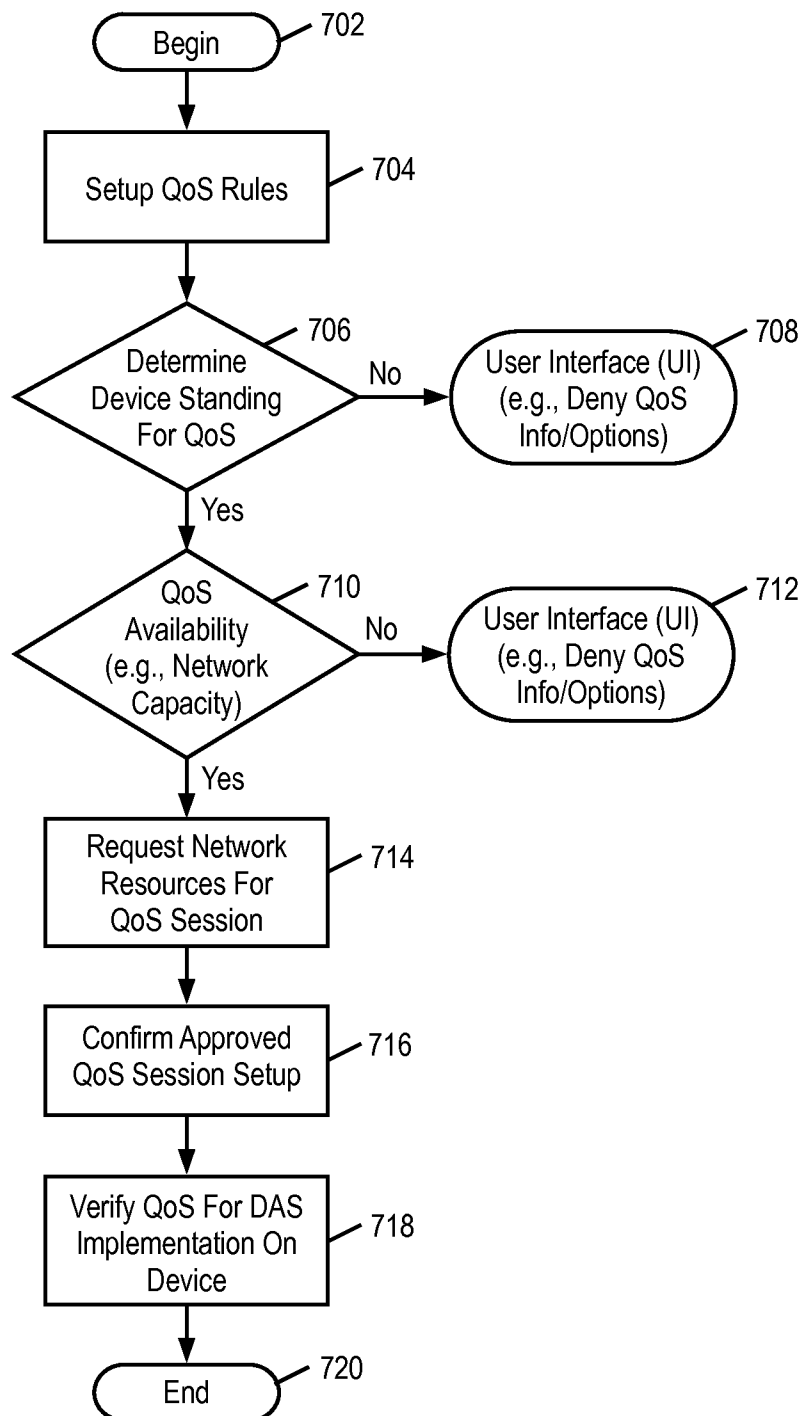 Begin
702
Setup QoS Rules
704
Determine
Device Standing
For QoS
706
No
User Interface (UI)
(e.g., Deny QoS
Info/Options)
708
Yes
QoS
Availability
(e.g., Network
Capacity)
710
No
User Interface (UI)
(e.g., Deny QoS
Info/Options)
712
Yes
Request Network
Resources For
QoS Session
714
Confirm Approved
QoS Session Setup
716
Verify QoS For DAS
Implementation On
Device
718
End
720